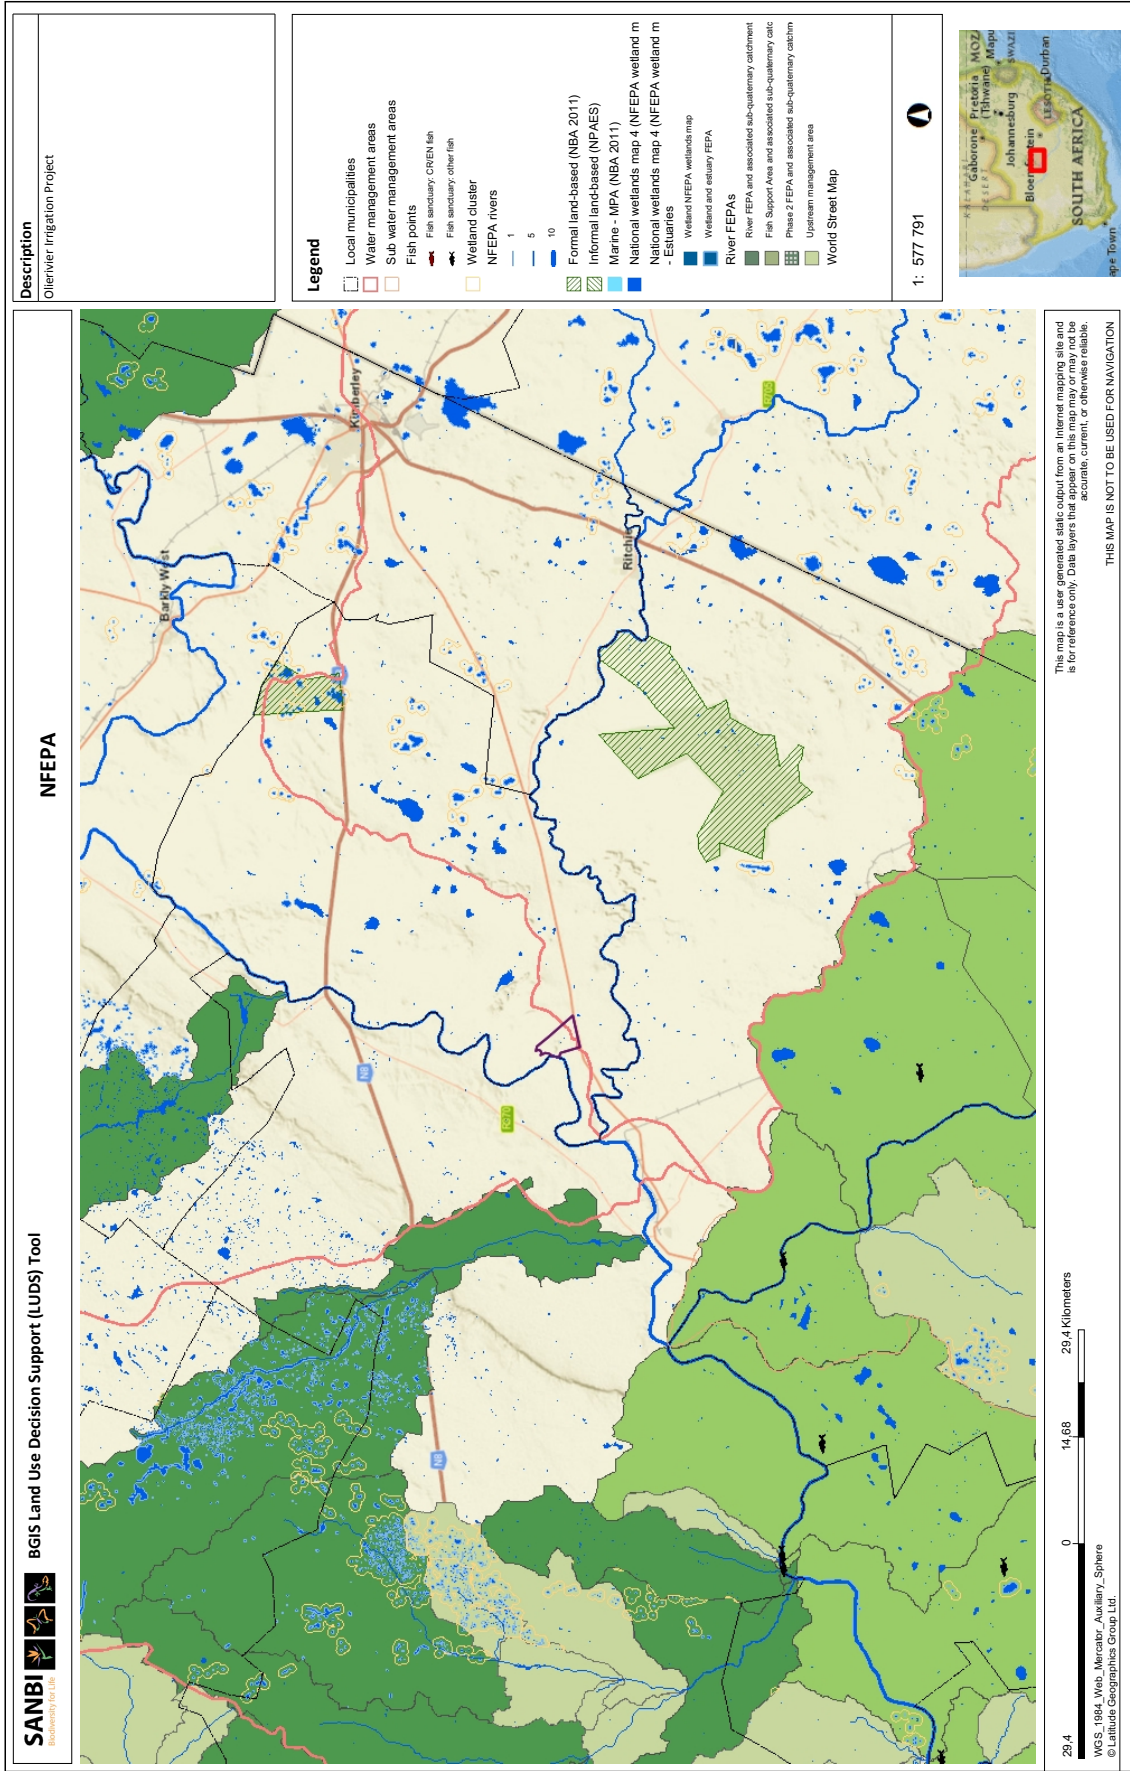 SANBI
Biodiversity for Life
BGIS Land Use Decision Support (LUDS) Tool
NFEPA
Description
Olierivier Irrigation Project
Legend
Local municipalities
Water management areas
Sub water management areas
Fish points
Fish sanctuary: CR/EN fish
Fish sanctuary: other fish
Wetland cluster
NFEPA rivers
1
5
10
Formal land-based (NBA 2011)
Informal land-based (NPAES)
Marine - MPA (NBA 2011)
National wetlands map 4 (NFEPA wetland m
National wetlands map 4 (NFEPA wetland m
- Estuaries
Wetland NFEPA wetlands map
Wetland and estuary FEPA
River FEPAs
River FEPA and associated sub-quaternary catchment
Fish Support Area and associated sub-quaternary catc
Phase 2 FEPA and associated sub-quaternary catchm
Upstream management area
World Street Map
1: 577 791
Kimberley
Barkly West
Ritchie
N8
N8
Gaborone
Pretoria
(Tshwane)
MOZ
Mapu
SWAZI
Johannesburg
KALAHARI
DESERT
LESOTHO
Durban
SOUTH AFRICA
ape Town
29,4
0
14,68
29,4 Kilometers
WGS_1984_Web_Mercator_Auxiliary_Sphere
© Latitude Geographics Group Ltd.
This map is a user generated static output from an Internet mapping site and
is for reference only. Data layers that appear on this map may or may not be
accurate, current, or otherwise reliable.
THIS MAP IS NOT TO BE USED FOR NAVIGATION